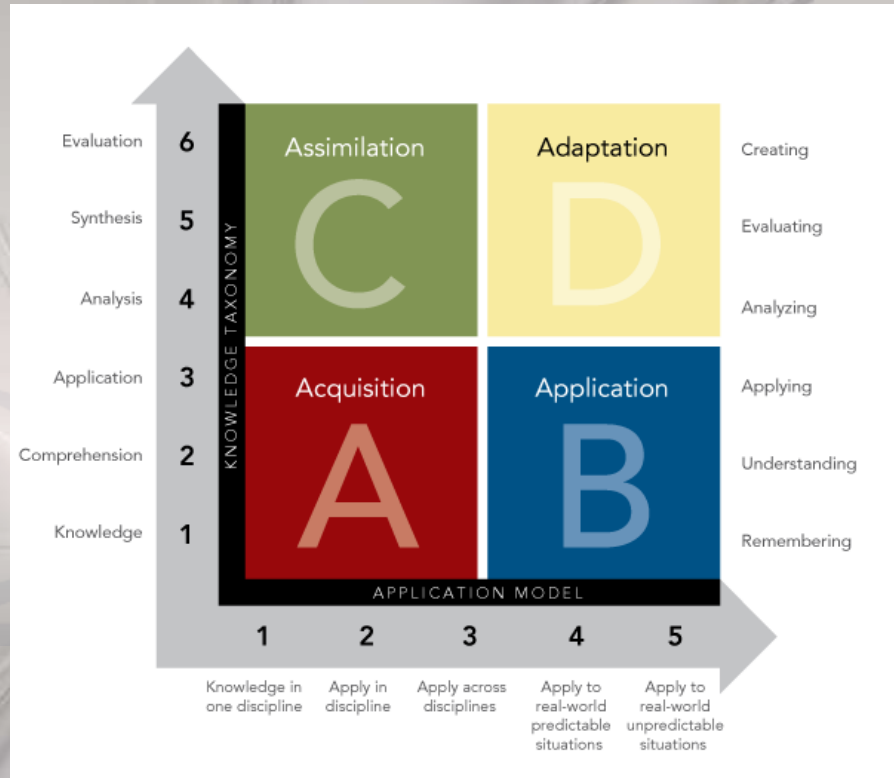 Evaluation
Synthesis
Analysis
Application
Comprehension
Knowledge
6
5
4
3
2
1
KNOWLEDGE TAXONOMY
Assimilation
C
Adaptation
D
Acquisition
A
Application
B
Creating
Evaluating
Analyzing
Applying
Understanding
Remembering
APPLICATION MODEL
1
2
3
4
5
Knowledge in
one discipline
Apply in
discipline
Apply across
disciplines
Apply to
real-world
predictable
situations
Apply to
real-world
unpredictable
situations